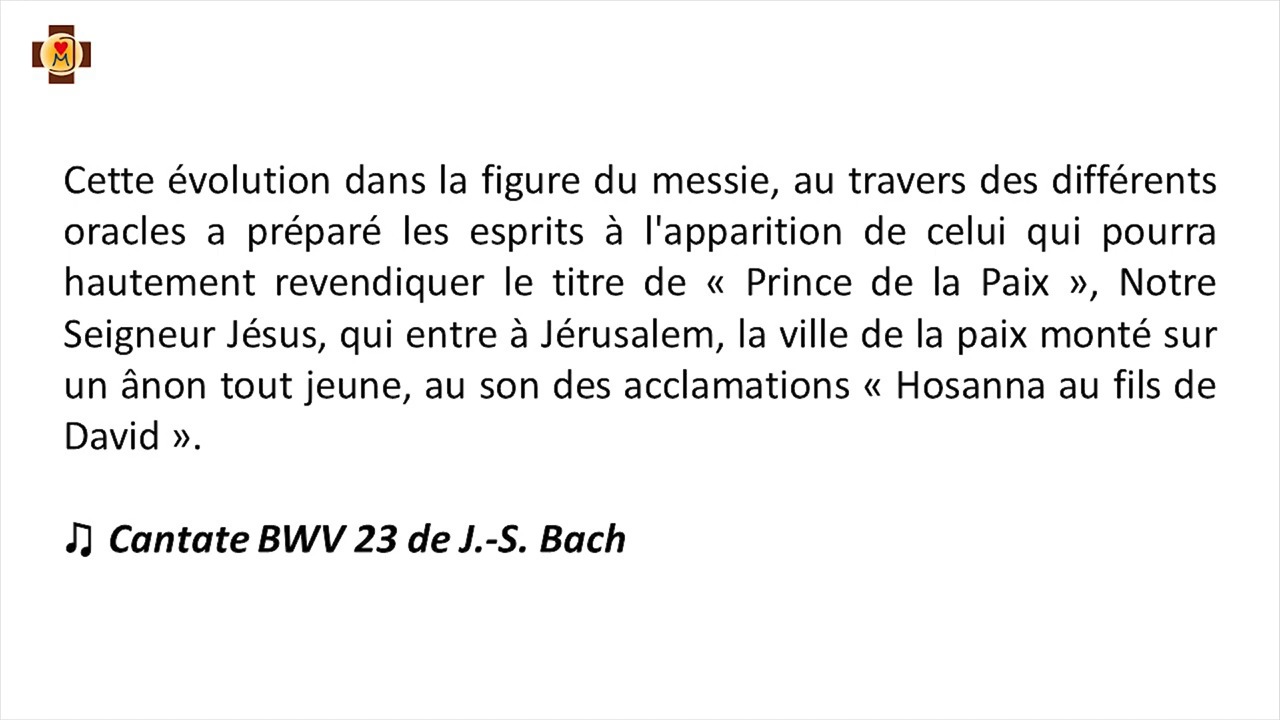 Cette évolution dans la figure du messie, au travers des différents
oracles a préparé les esprits à l'apparition de celui qui pourra
hautement revendiquer le titre de « Prince de la Paix », Notre
Seigneur Jésus, qui entre à Jérusalem, la ville de la paix monté sur
un ânon tout jeune, au son des acclamations « Hosanna au fils de
David ».
♫ Cantate BWV 23 de J.-S. Bach